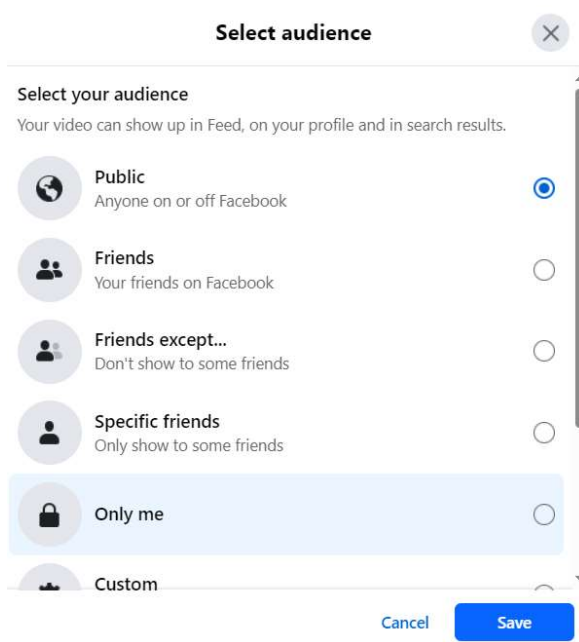 Select audience
Select your audience
Your video can show up in Feed, on your profile and in search results.
Public
Anyone on or off Facebook
Friends
Your friends on Facebook
Friends except...
Don't show to some friends
Specific friends
Only show to some friends
Only me
Custom
Cancel
Save